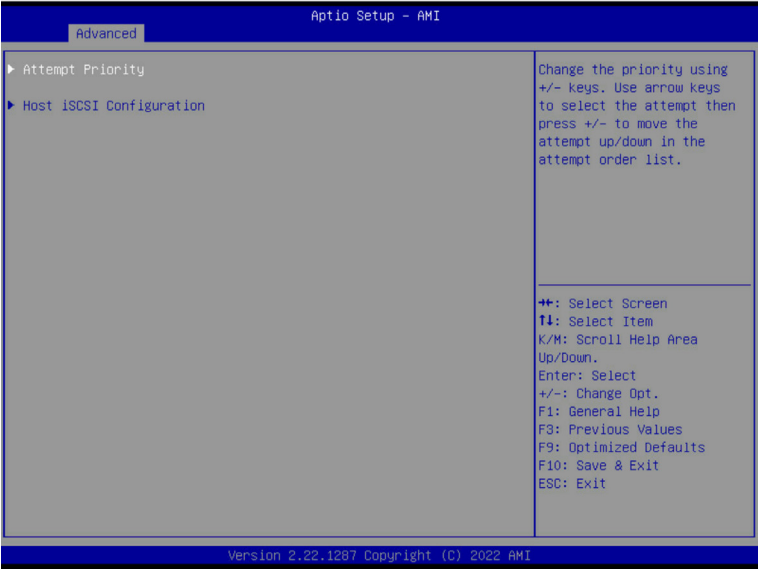 Aptio Setup – AMI
Advanced
▶ Attempt Priority
▶ Host iSCSI Configuration
Change the priority using
+/– keys. Use arrow keys
to select the attempt then
press +/– to move the
attempt up/down in the
attempt order list.
→←: Select Screen
↑↓: Select Item
K/M: Scroll Help Area
Up/Down.
Enter: Select
+/–: Change Opt.
F1: General Help
F3: Previous Values
F9: Optimized Defaults
F10: Save & Exit
ESC: Exit
Version 2.22.1287 Copyright (C) 2022 AMI